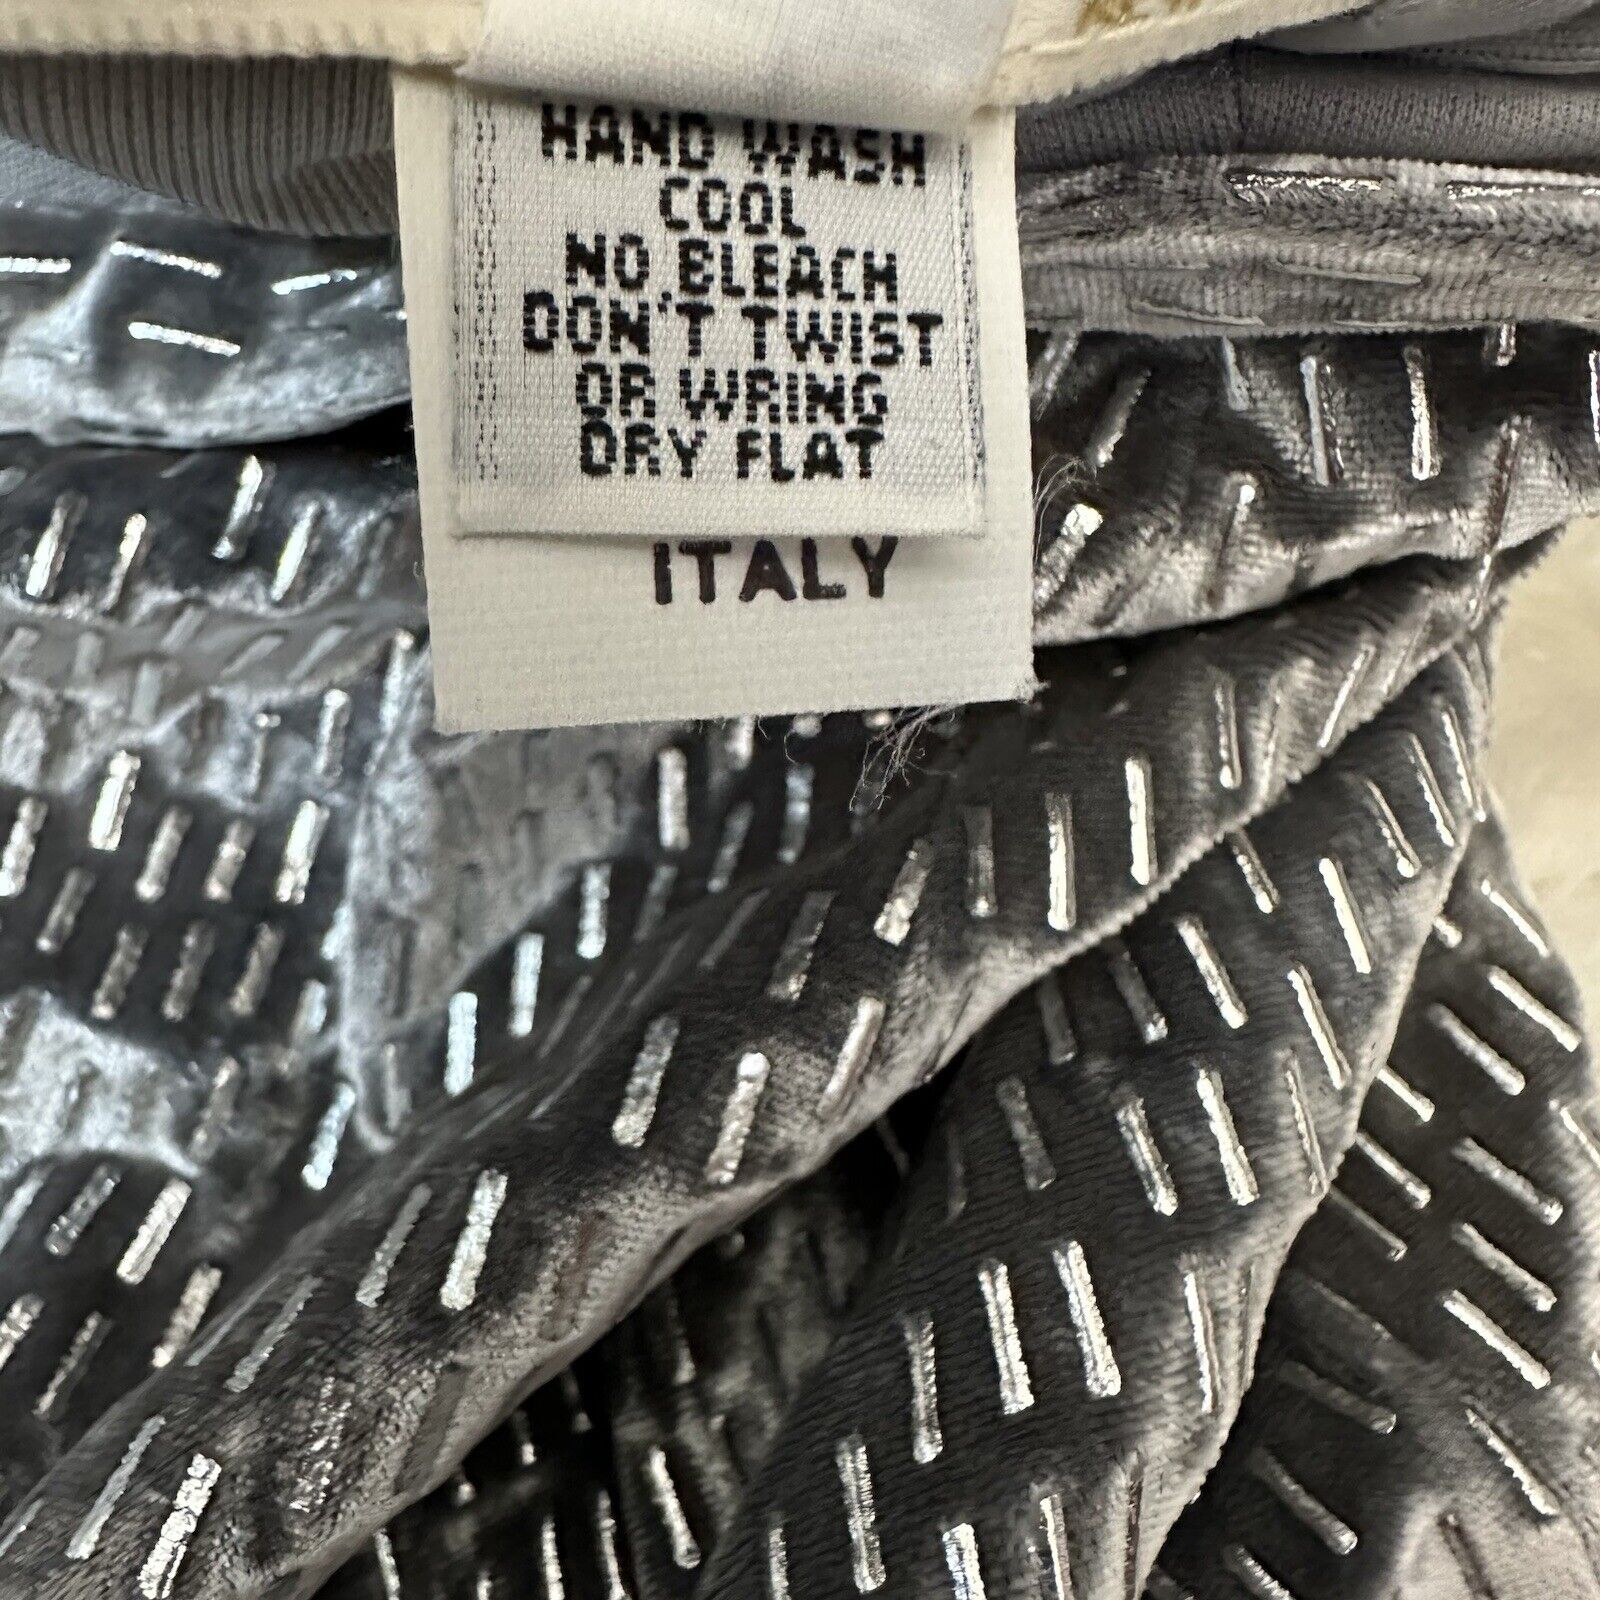 HAND WASH
COOL
NO BLEACH
DON'T TWIST
OR WRING
DRY FLAT
ITALY